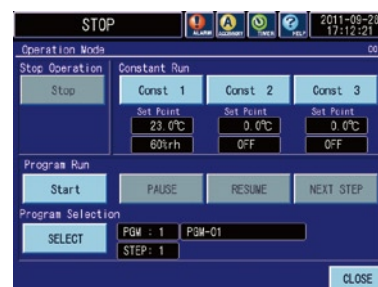 STOP
ALARM
TIMER
HELP
2011-09-28
17:12:21
Operation Mode
Stop Operation
Constant Run
Stop
Const 1
Const 2
Const 3
Set Point
Set Point
Set Point
23.0℃
0.0℃
0.0℃
60%rh
OFF
OFF
Program Run
Start
PAUSE
RESUME
NEXT STEP
Program Selection
SELECT
PGM : 1
PGM-01
STEP: 1
CLOSE